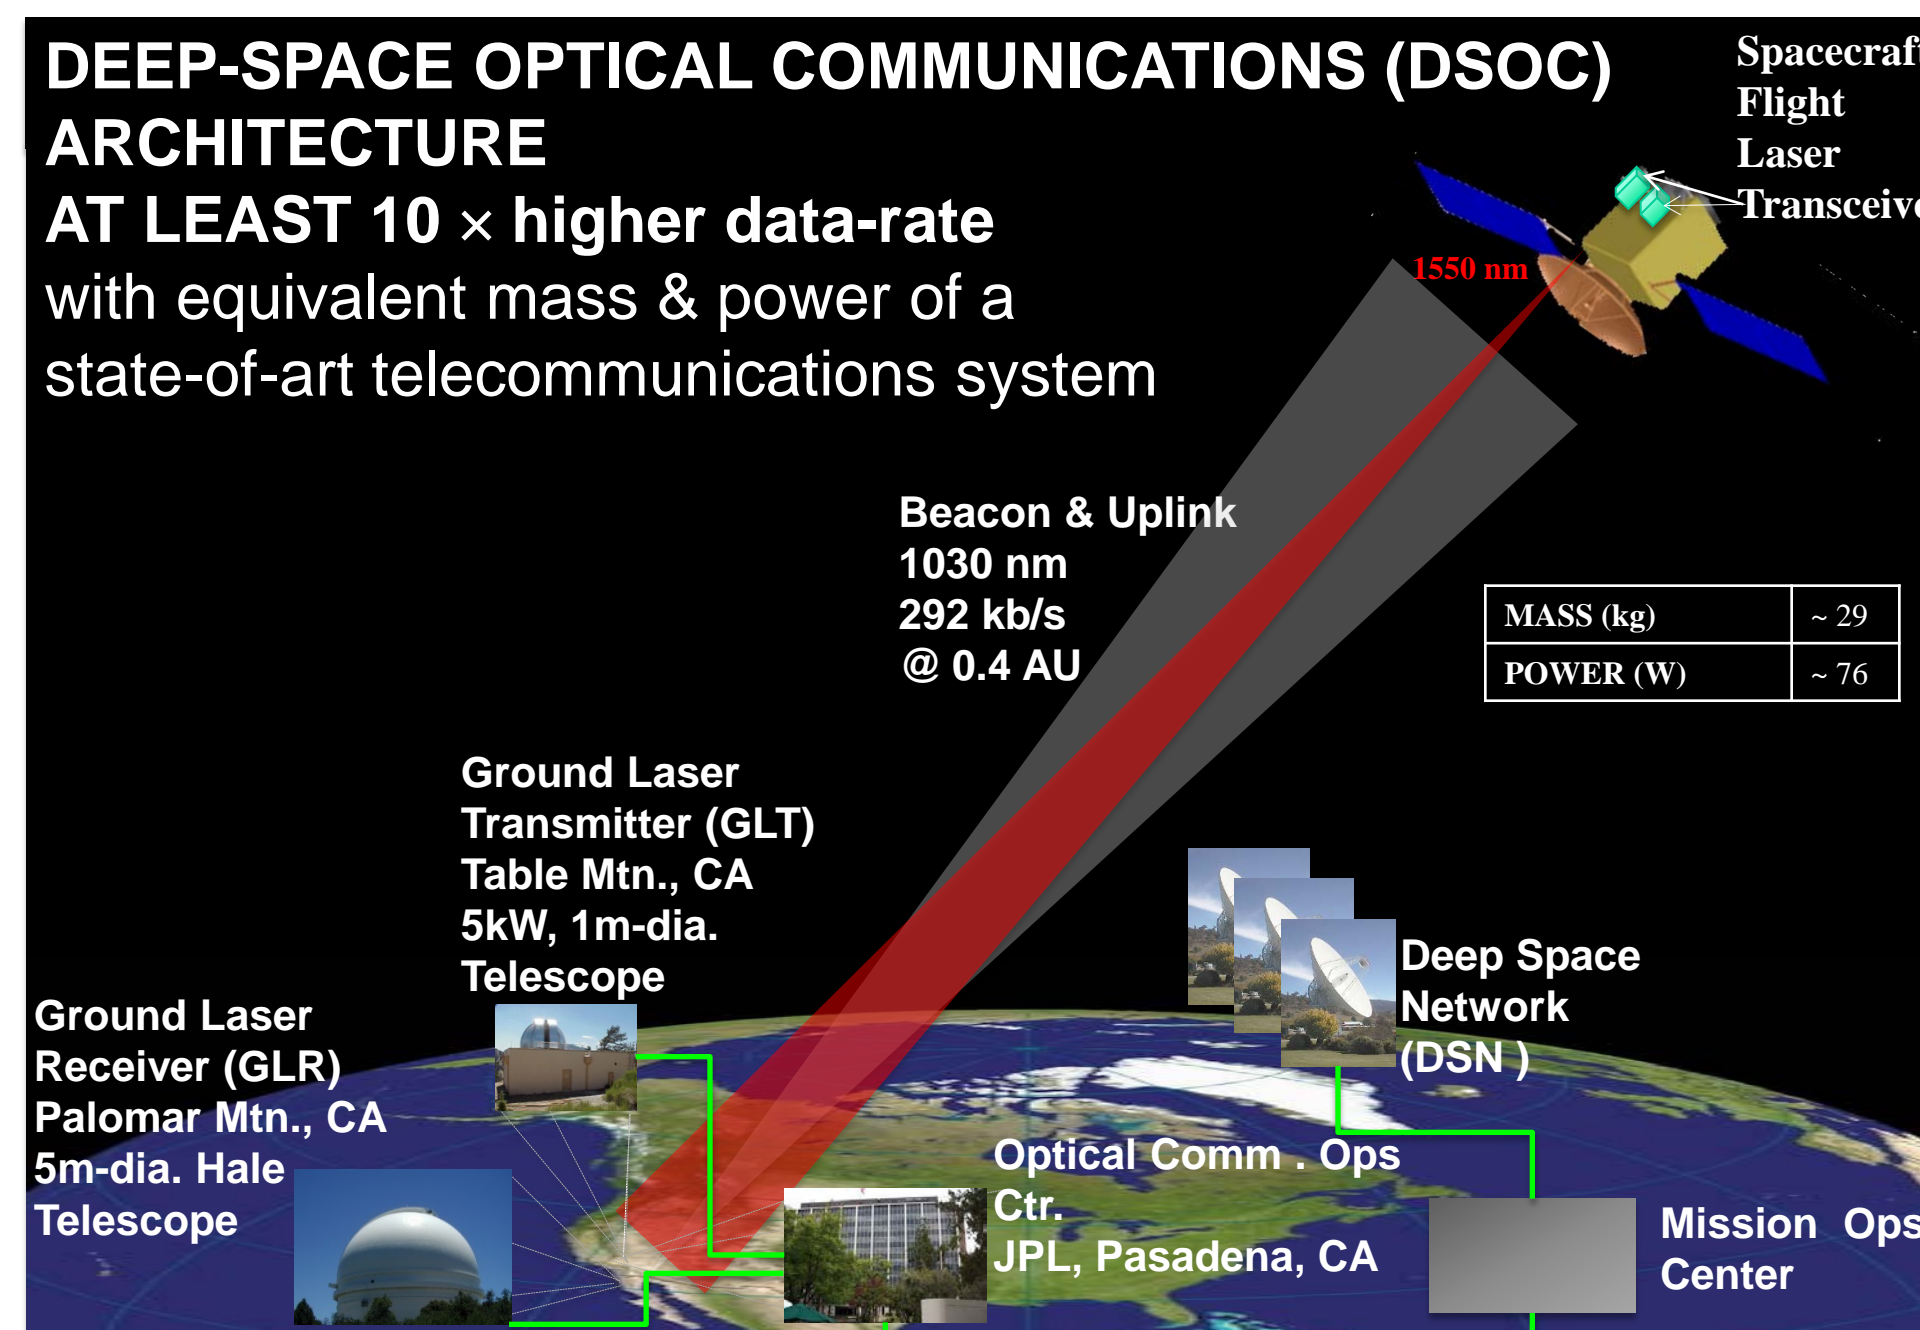 DEEP-SPACE OPTICAL COMMUNICATIONS (DSOC)
ARCHITECTURE
AT LEAST 10 × higher data-rate
with equivalent mass & power of a
state-of-art telecommunications system
Spacecraft
Flight
Laser
Transceive
1550 nm
Beacon & Uplink
1030 nm
292 kb/s
@ 0.4 AU
MASS (kg) ~ 29
POWER (W) ~ 76
Ground Laser
Transmitter (GLT)
Table Mtn., CA
5kW, 1m-dia.
Telescope
Deep Space
Network
(DSN )
Ground Laser
Receiver (GLR)
Palomar Mtn., CA
5m-dia. Hale
Telescope
Optical Comm . Ops
Ctr.
JPL, Pasadena, CA
Mission Ops
Center